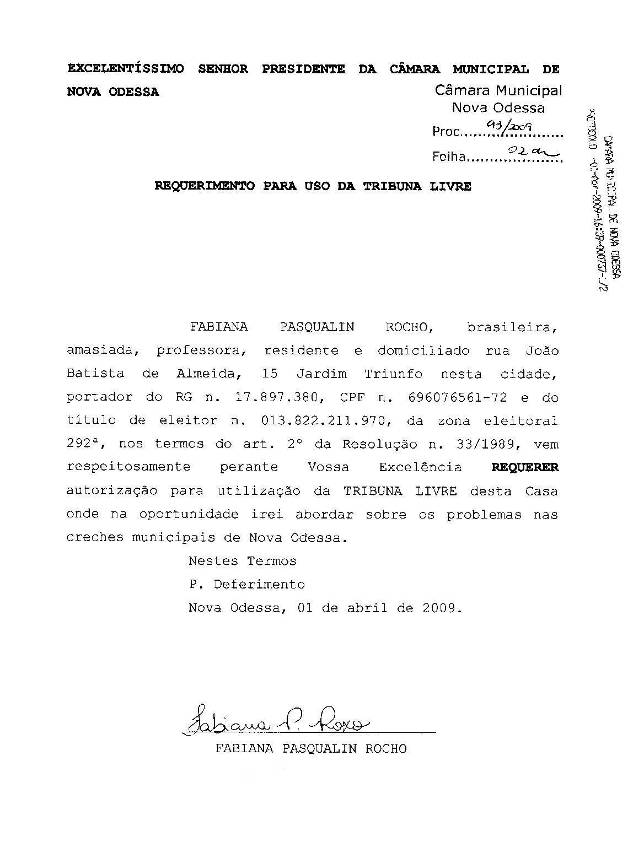 EXCELENTÍSSIMO SENHOR PRESIDENTE DA CÂMARA MUNICIPAL DE
NOVA ODESSA
Câmara Municipal
Nova Odessa
Proc.....93/2009..........
Folha.......02..........
CAMARA MUNICIPAL DE NOVA ODESSA
REQUERIMENTO PARA USO DA TRIBUNA LIVRE
FABIANA PASQUALIN ROCHO, brasileira,
amasiada, professora, residente e domiciliado rua João
Batista de Almeida, 15 Jardim Triunfo nesta cidade,
portador do RG n. 17.897.380, CPF n. 696076561-72 e do
título de eleitor n. 013.822.211.970, da zona eleitoral
292ª, nos termos do art. 2º da Resolução n. 33/1989, vem
respeitosamente perante Vossa Excelência REQUERER
autorização para utilização da TRIBUNA LIVRE desta Casa
onde na oportunidade irei abordar sobre os problemas nas
creches municipais de Nova Odessa.
Nestes Termos
P. Deferimento
Nova Odessa, 01 de abril de 2009.
Fabiana P. Roxo
FABIANA PASQUALIN ROCHO